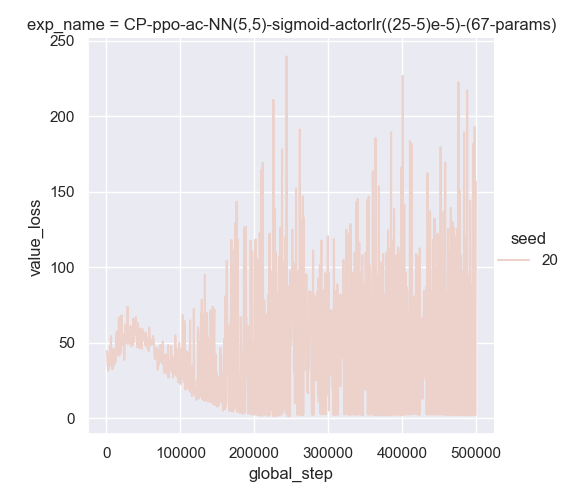 exp_name = CP-ppo-ac-NN(5,5)-sigmoid-actorlr((25-5)e-5)-(67-params)
250
200
150
100
50
0
value_loss
0 100000 200000 300000 400000 500000
global_step
seed
20